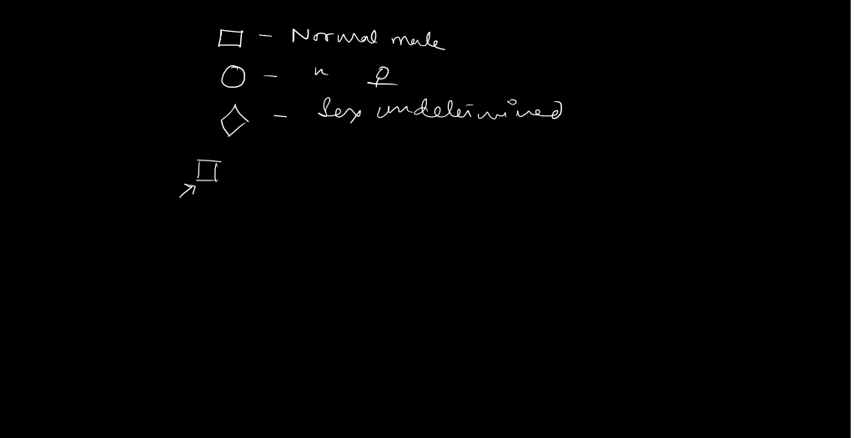 □ - Normal male
○ - " ♀
◇ - Sex undetermined